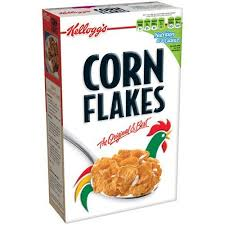 Kellogg's
CORN
FLAKES
The Original & Best